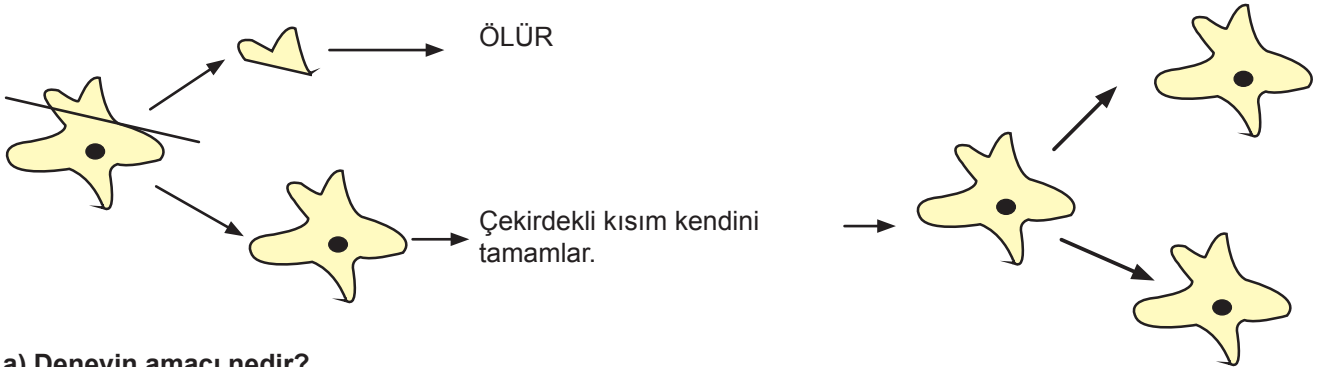 ÖLÜR
Çekirdekli kısım kendini
tamamlar.
a) Deneyin amacı nedir?